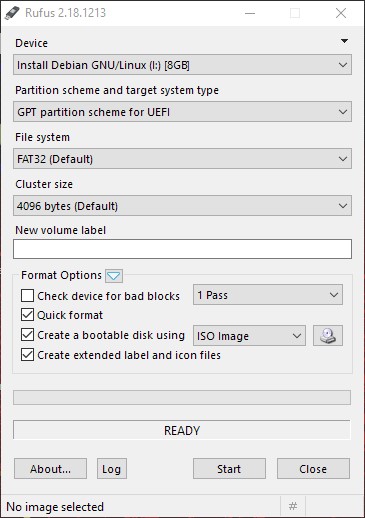 Rufus 2.18.1213
Device
Install Debian GNU/Linux (I:) [8GB]
Partition scheme and target system type
GPT partition scheme for UEFI
File system
FAT32 (Default)
Cluster size
4096 bytes (Default)
New volume label
Format Options
Check device for bad blocks 1 Pass
Quick format
Create a bootable disk using ISO Image
Create extended label and icon files
READY
About... Log Start Close
No image selected #